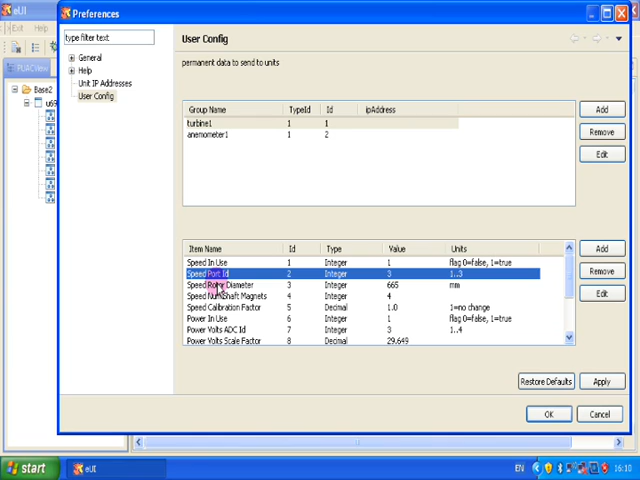 eUI
Preferences
Exit Help
type filter text
User Config
General
Help
Unit IP Addresses
User Config
permanent data to send to units
Base2
Group Name TypeId Id ipAddress
turbine1 1 1
anemometer1 1 2
Add
Remove
Edit
Item Name Id Type Value Units
Speed In Use 1 Integer 1 flag 0=false, 1=true
Speed Port Id 2 Integer 3 1..3
Speed Rotor Diameter 3 Integer 665 mm
Speed Num Shaft Magnets 4 Integer 4
Speed Calibration Factor 5 Decimal 1.0 1=no change
Power In Use 6 Integer 1 flag 0=false, 1=true
Power Volts ADC Id 7 Integer 3 1..4
Power Volts Scale Factor 8 Decimal 29.649
Add
Remove
Edit
Restore Defaults Apply
OK Cancel
start eUI EN 16:10